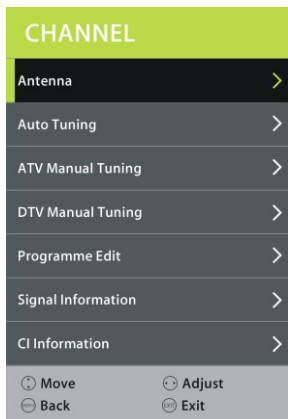 CHANNEL
Antenna
Auto Tuning
ATV Manual Tuning
DTV Manual Tuning
Programme Edit
Signal Information
CI Information
Move Adjust
Back EXIT Exit